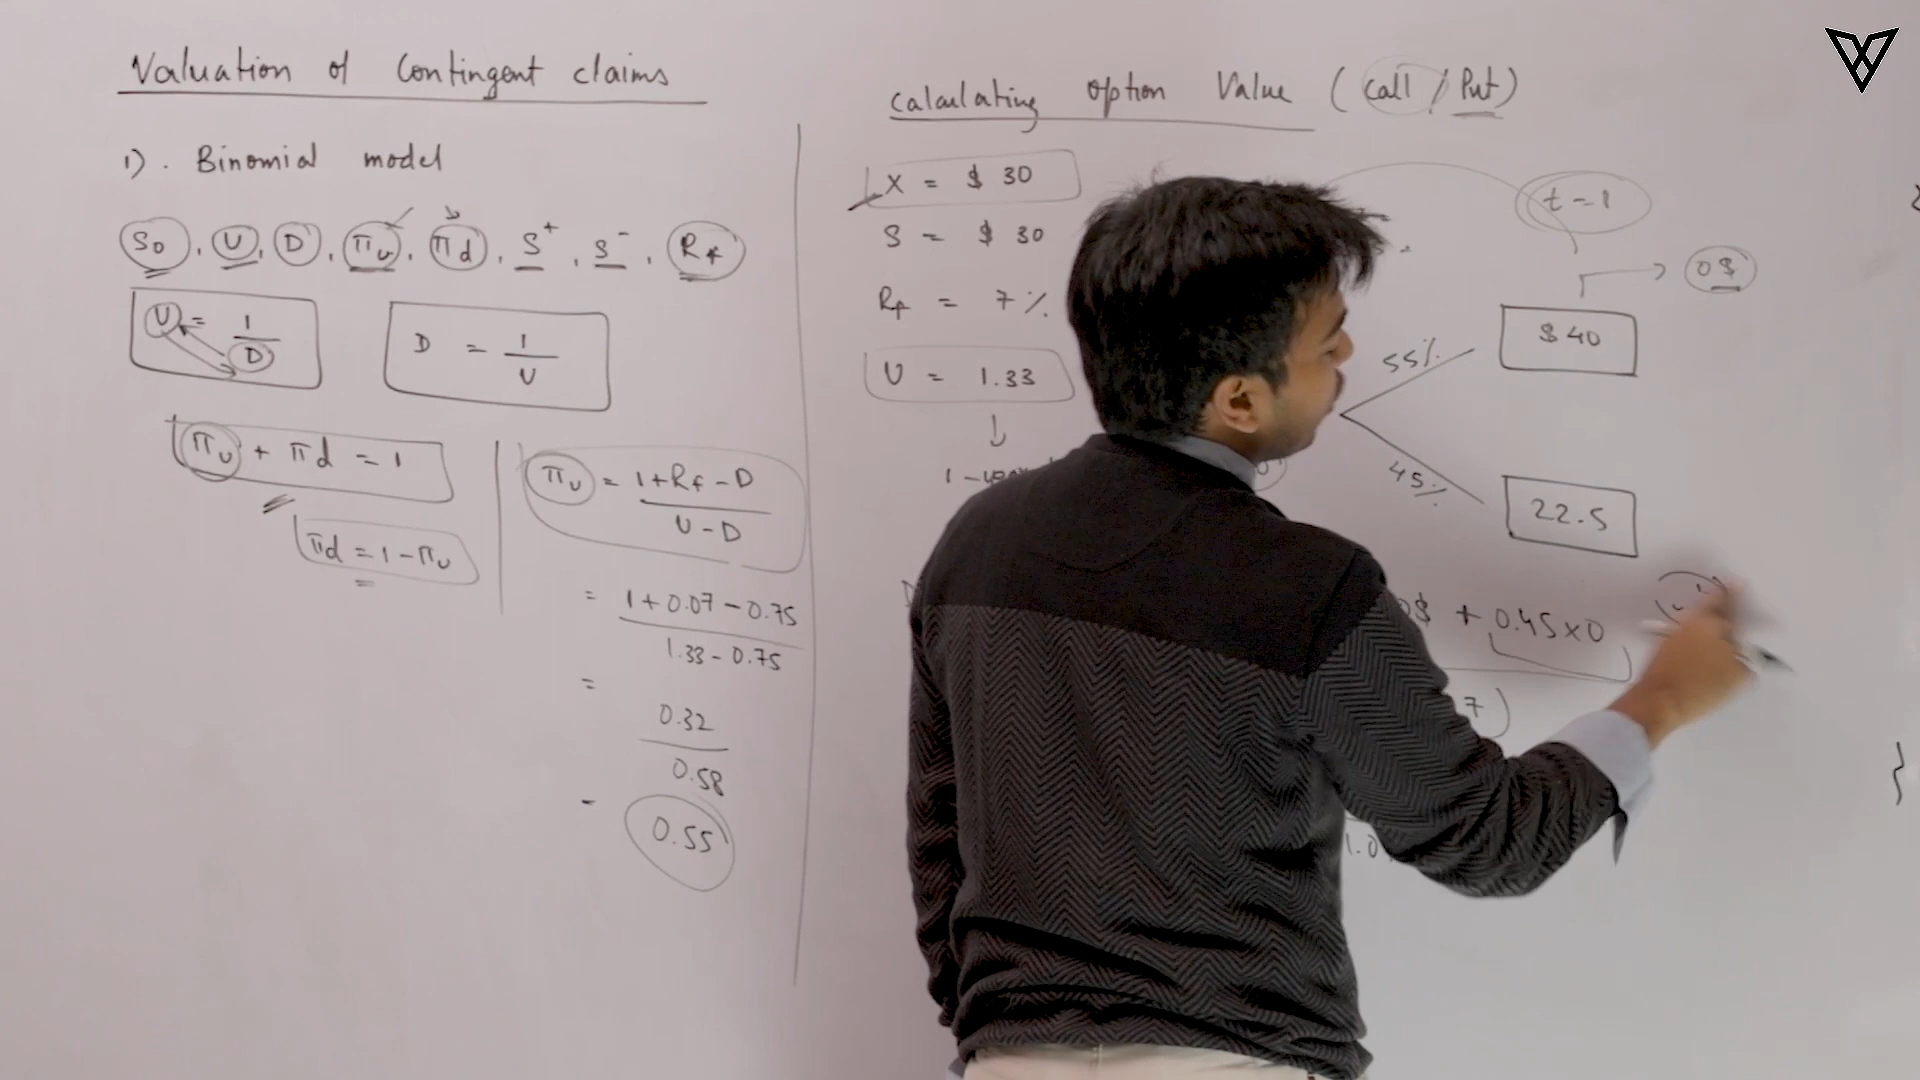 Valuation of Contingent claims
1). Binomial model
S0, U, D, πu, πd, S+, S-, Rf
U = 1/D
D = 1/U
πu + πd = 1
πd = 1 - πu
πu = 1+Rf-D
U-D
= 1+0.07-0.75
1.33-0.75
=
0.32
0.58
- 0.55
Calculating option Value (Call / Put)
X = $ 30
S = $ 30
Rf = 7%
U = 1.33
t=1
0$
$40
55%
45%
22.5
0$ + 0.45x0
7)
1.0